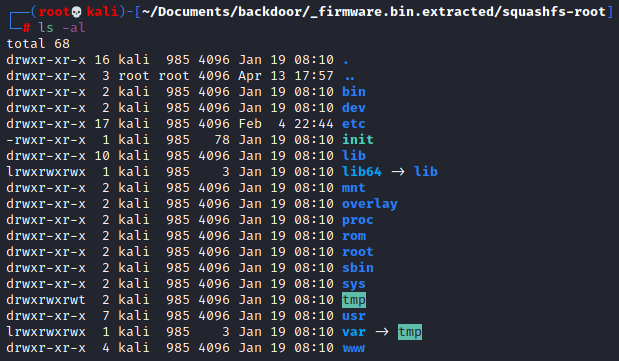 ┌──(root💀kali)-[~/Documents/backdoor/_firmware.bin.extracted/squashfs-root]
└─# ls -al
total 68
drwxr-xr-x 16 kali  985 4096 Jan 19 08:10 .
drwxr-xr-x  3 root root 4096 Apr 13 17:57 ..
drwxr-xr-x  2 kali  985 4096 Jan 19 08:10 bin
drwxr-xr-x  2 kali  985 4096 Jan 19 08:10 dev
drwxr-xr-x 17 kali  985 4096 Feb  4 22:44 etc
-rwxr-xr-x  1 kali  985   78 Jan 19 08:10 init
drwxr-xr-x 10 kali  985 4096 Jan 19 08:10 lib
lrwxrwxrwx  1 kali  985    3 Jan 19 08:10 lib64 -> lib
drwxr-xr-x  2 kali  985 4096 Jan 19 08:10 mnt
drwxr-xr-x  2 kali  985 4096 Jan 19 08:10 overlay
drwxr-xr-x  2 kali  985 4096 Jan 19 08:10 proc
drwxr-xr-x  2 kali  985 4096 Jan 19 08:10 rom
drwxr-xr-x  2 kali  985 4096 Jan 19 08:10 root
drwxr-xr-x  2 kali  985 4096 Jan 19 08:10 sbin
drwxr-xr-x  2 kali  985 4096 Jan 19 08:10 sys
drwxrwxrwt  2 kali  985 4096 Jan 19 08:10 tmp
drwxr-xr-x  7 kali  985 4096 Jan 19 08:10 usr
lrwxrwxrwx  1 kali  985    3 Jan 19 08:10 var -> tmp
drwxr-xr-x  4 kali  985 4096 Jan 19 08:10 www